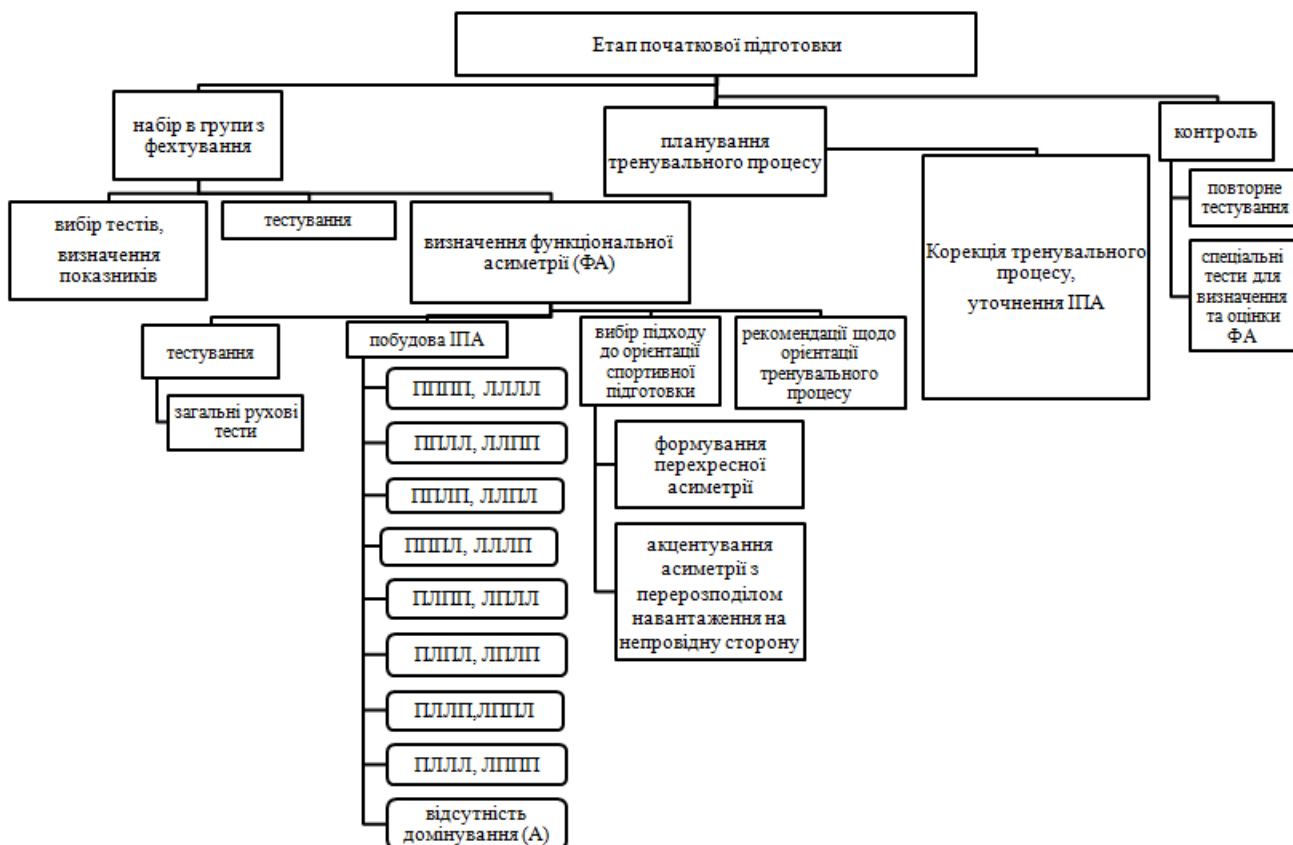 Етап початкової підготовки
набір в групи з
фехтування
планування
тренувального процесу
контроль
вибір тестів,
визначення
показників
тестування
визначення функціональної
асиметрії (ФА)
Корекція тренувального
процесу,
уточнення ІПА
повторне
тестування
спеціальні
тести для
визначення
та оцінки
ФА
тестування
загальні рухові
тести
побудова ІПА
ПППП, ЛЛЛЛ
ППЛЛ, ЛЛПП
ППЛП, ЛЛПЛ
ПППЛ, ЛЛЛП
ПЛПП, ЛПЛЛ
ПЛПЛ, ЛПЛП
ПЛЛП,ЛППЛ
ПЛЛЛ, ЛППП
відсутність
домінування (А)
вибір підходу
до орієнтації
спортивної
підготовки
формування
перехресної
асиметрії
акцентування
асиметрії з
перерозподілом
навантаження на
непровідну сторону
рекомендації щодо
орієнтації
тренувального
процесу